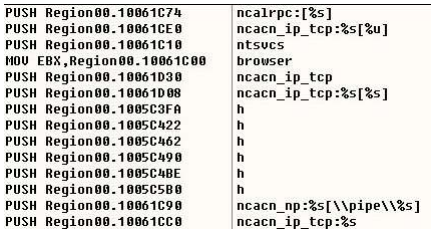 PUSH Region00.10061C74 ncalrpc:[%s]
PUSH Region00.10061CE0 ncacn_ip_tcp:%s[%u]
PUSH Region00.10061C10 ntsvcs
MOV EBX,Region00.10061C00 browser
PUSH Region00.10061D30 ncacn_ip_tcp
PUSH Region00.10061D08 ncacn_ip_tcp:%s[%s]
PUSH Region00.1005C3FA h
PUSH Region00.1005C422 h
PUSH Region00.1005C462 h
PUSH Region00.1005C490 h
PUSH Region00.1005C4BE h
PUSH Region00.1005C5B0 h
PUSH Region00.10061C90 ncacn_np:%s[\\pipe\\%s]
PUSH Region00.10061CC0 ncacn_ip_tcp:%s